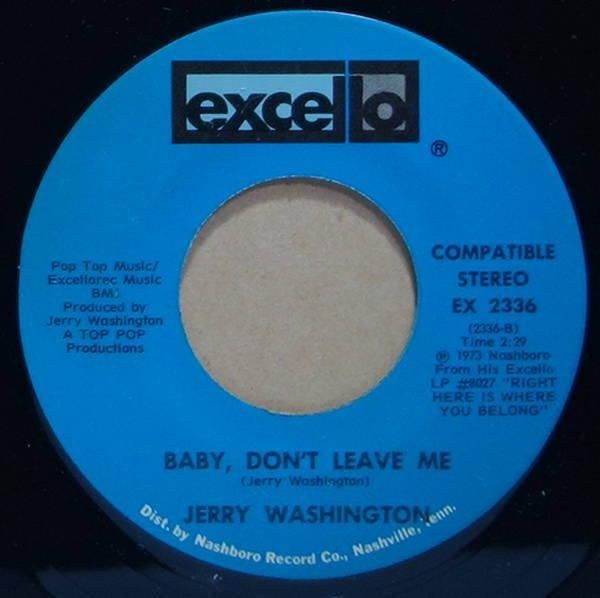 excello
®
Pop Top Music/
Excellorec Music
BMI
Produced by
Jerry Washington
A TOP POP
Productions
COMPATIBLE
STEREO
EX 2336
(2336-B)
Time 2:29
℗ 1973 Nashboro
From His Excello
LP #8027 "RIGHT
HERE IS WHERE
YOU BELONG"
BABY, DON'T LEAVE ME
(Jerry Washington)
JERRY WASHINGTON
Dist. by Nashboro Record Co., Nashville, Tenn.